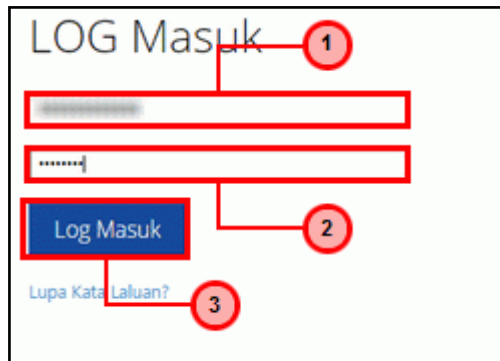 LOG Masuk
1
••••••••
2
Log Masuk
Lupa Kata Laluan?
3